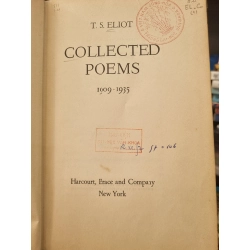 T. S. ELIOT
COLLECTED
POEMS
1909-1935
Harcourt, Brace and Company
New York